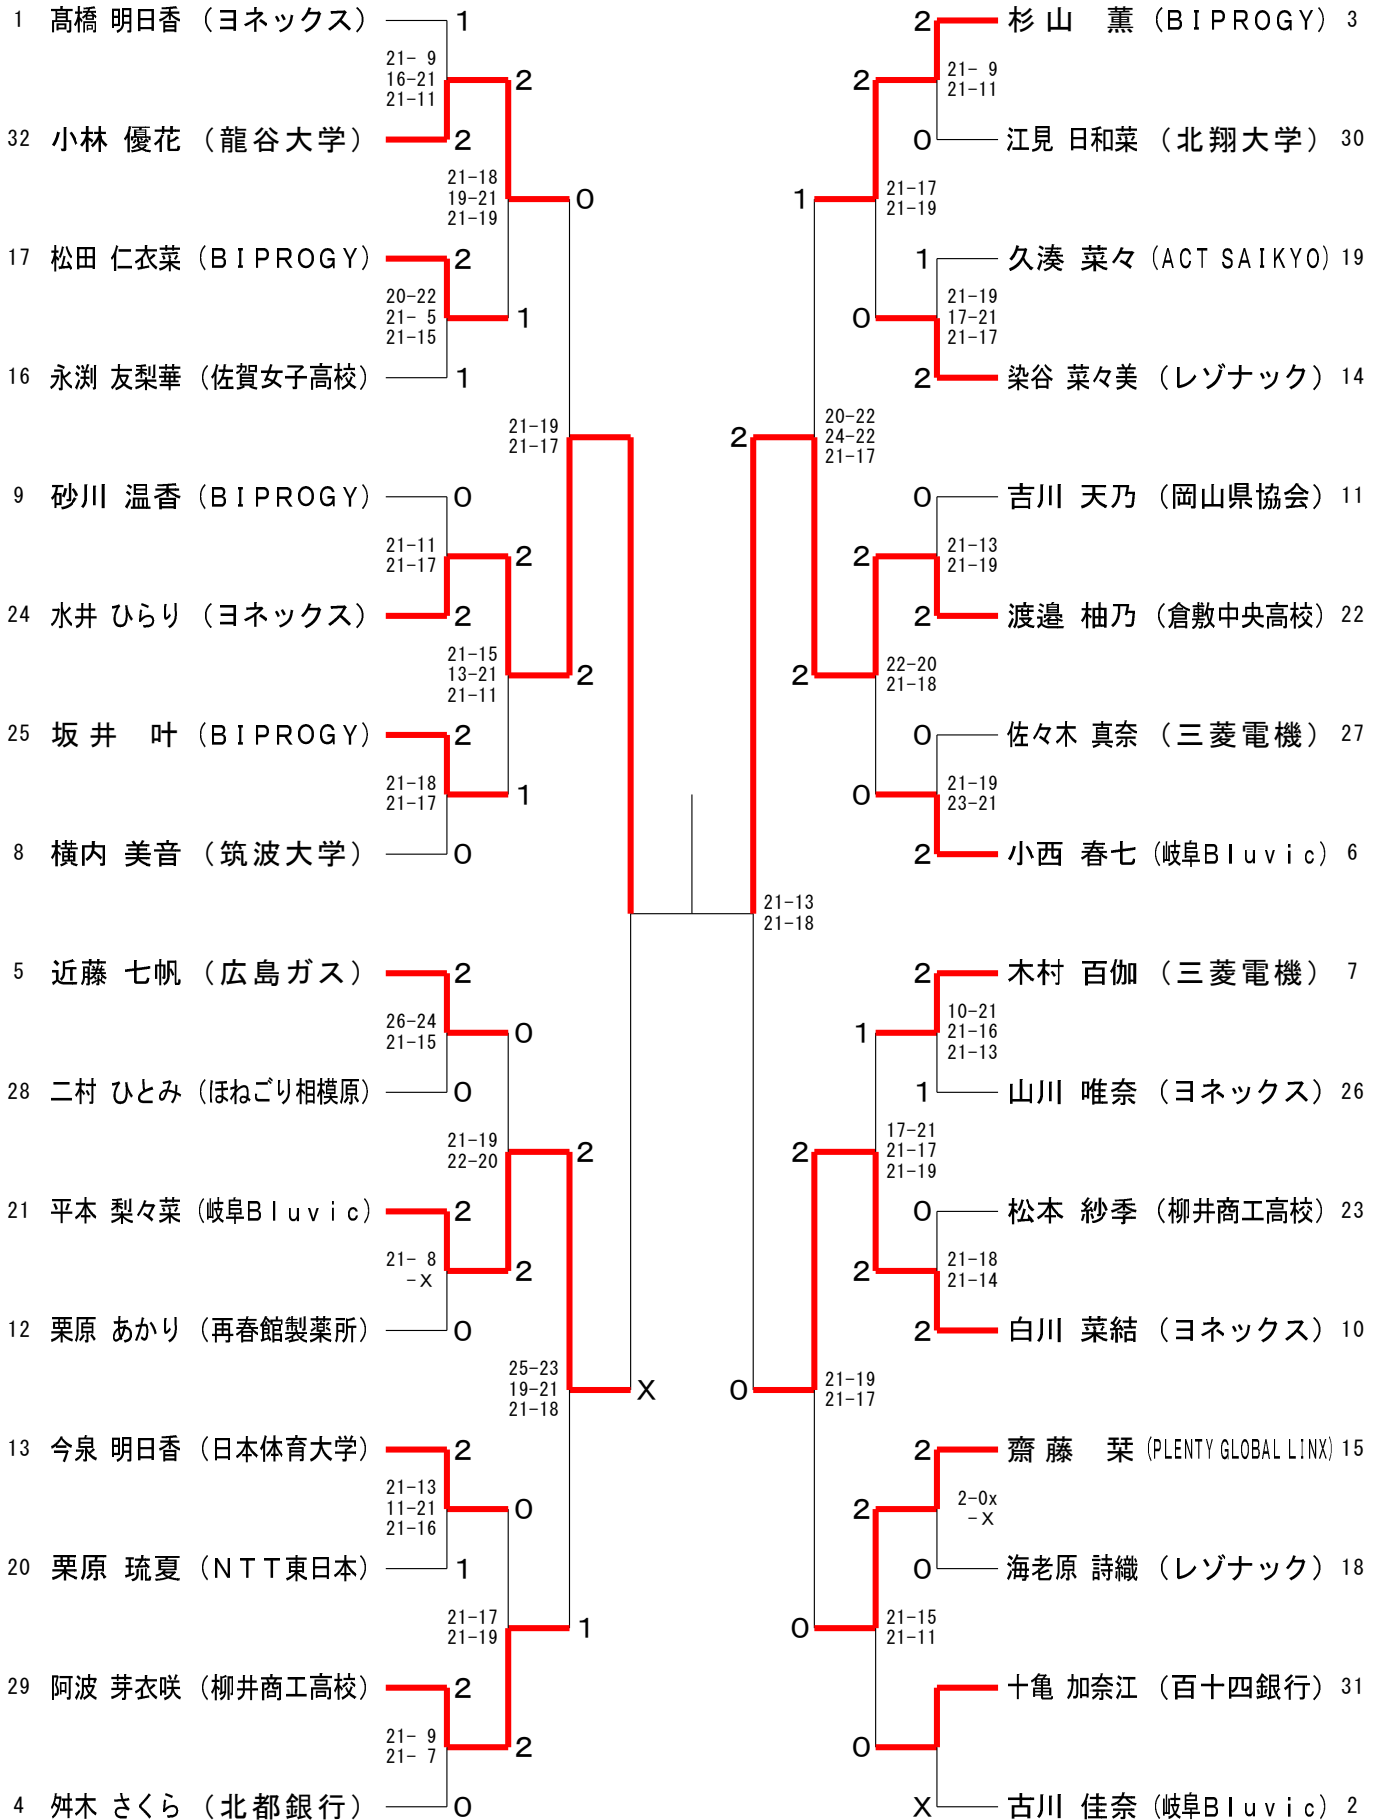 1 髙橋 明日香 (ヨネックス) 1
21- 9
16-21
21-11
2
32 小林 優花 (龍谷大学) 2
21-18
19-21
21-19
0
17 松田 仁衣菜 (BIPROGY) 2
20-22
21- 5
21-15
1
16 永渕 友梨華 (佐賀女子高校) 1
21-19
21-17
9 砂川 温香 (BIPROGY) 0
21-11
21-17
2
24 水井 ひらり (ヨネックス) 2
21-15
13-21
21-11
2
25 坂井 叶 (BIPROGY) 2
21-18
21-17
1
8 横内 美音 (筑波大学) 0
5 近藤 七帆 (広島ガス) 2
26-24
21-15
0
28 二村 ひとみ (ほねごり相模原) 0
21-19
22-20
2
21 平本 梨々菜 (岐阜Bluvic) 2
21- 8
-X
2
12 栗原 あかり (再春館製薬所) 0
25-23
19-21
21-18
X
13 今泉 明日香 (日本体育大学) 2
21-13
11-21
21-16
0
20 栗原 琉夏 (NTT東日本) 1
21-17
21-19
1
29 阿波 芽衣咲 (柳井商工高校) 2
21- 9
21- 7
2
4 舛木 さくら (北都銀行) 0
2 杉山 薫 (BIPROGY) 3
2
21- 9
21-11
0 江見 日和菜 (北翔大学) 30
1
21-17
21-19
1 久湊 菜々 (ACT SAIKYO) 19
0
21-19
17-21
21-17
2 染谷 菜々美 (レゾナック) 14
2
20-22
24-22
21-17
0 吉川 天乃 (岡山県協会) 11
2
21-13
21-19
2 渡邉 柚乃 (倉敷中央高校) 22
2
22-20
21-18
0 佐々木 真奈 (三菱電機) 27
0
21-19
23-21
2 小西 春七 (岐阜Bluvic) 6
21-13
21-18
2 木村 百伽 (三菱電機) 7
1
10-21
21-16
21-13
1 山川 唯奈 (ヨネックス) 26
2
17-21
21-17
21-19
0 松本 紗季 (柳井商工高校) 23
2
21-18
21-14
2 白川 菜結 (ヨネックス) 10
0
21-19
21-17
2 齋藤 栞 (PLENTY GLOBAL LINX) 15
2
2-0x
-X
0 海老原 詩織 (レゾナック) 18
0
21-15
21-11
十亀 加奈江 (百十四銀行) 31
0
X 古川 佳奈 (岐阜Bluvic) 2